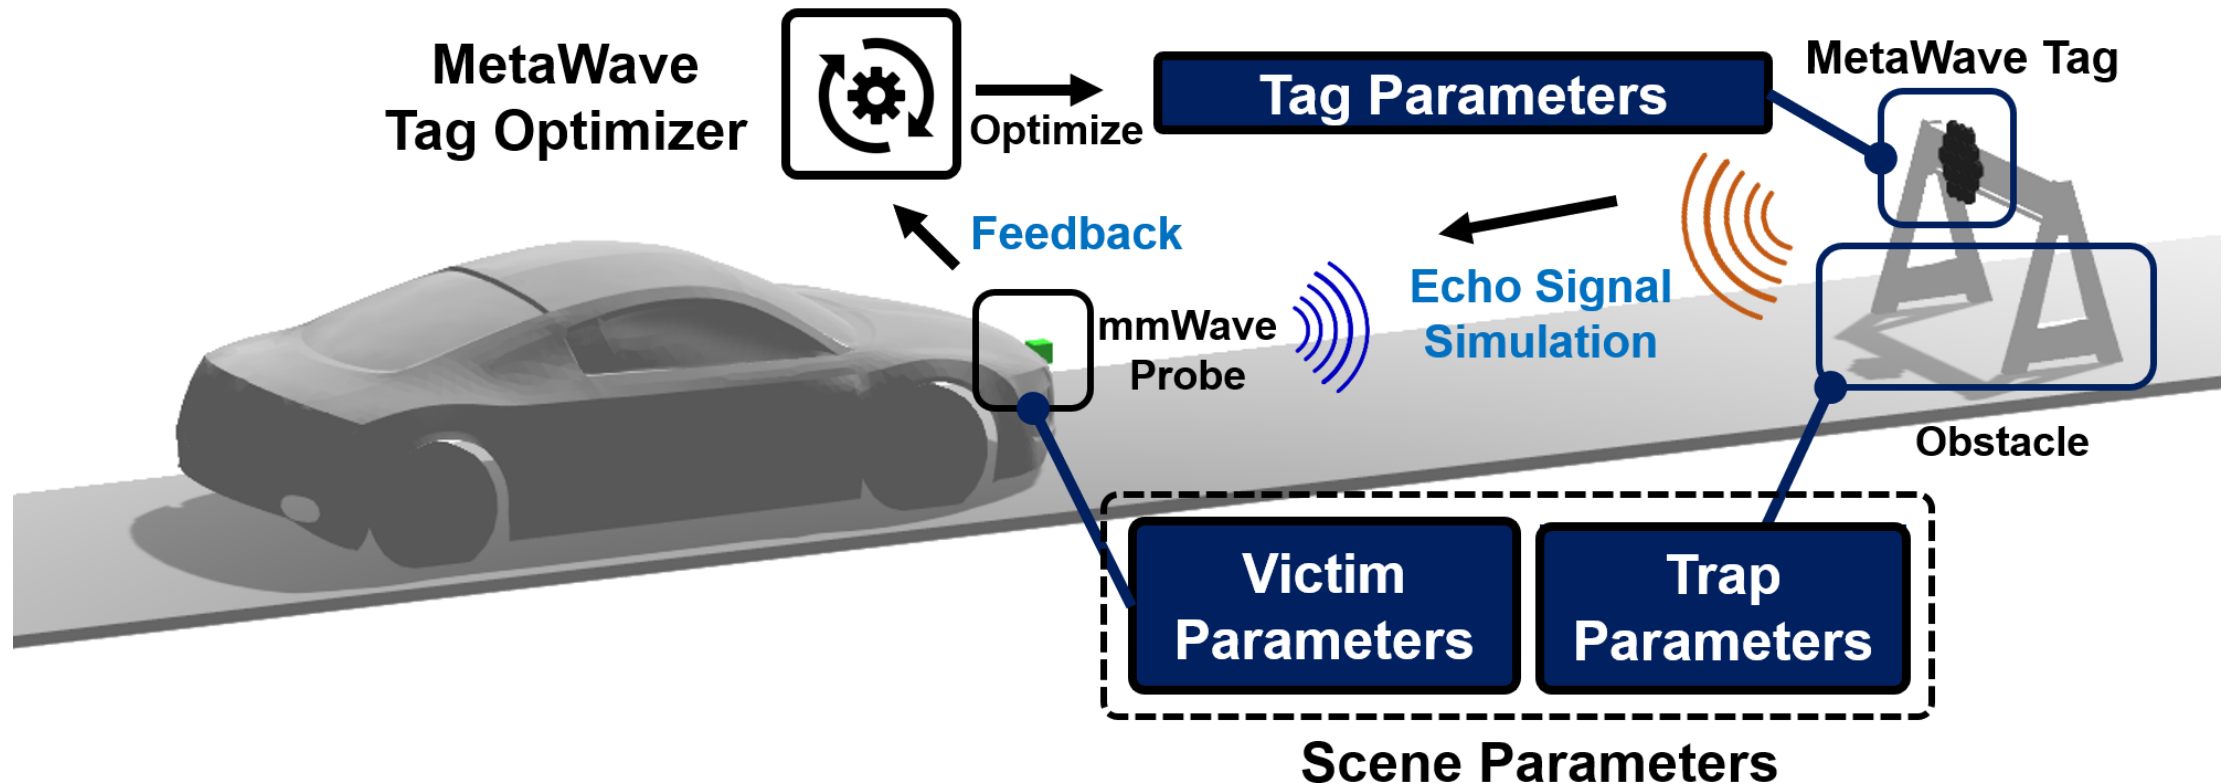 MetaWave
Tag Optimizer
Optimize
Tag Parameters
MetaWave Tag
Feedback
mmWave
Probe
Echo Signal
Simulation
Obstacle
Victim
Parameters
Trap
Parameters
Scene Parameters